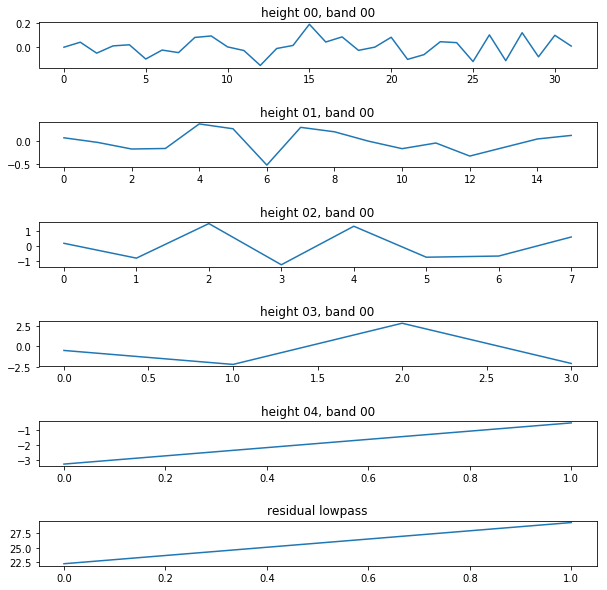 height 00, band 00
0.2
0.0
0 5 10 15 20 25 30
height 01, band 00
0.0
−0.5
0 2 4 6 8 10 12 14
height 02, band 00
1
0
−1
0 1 2 3 4 5 6 7
height 03, band 00
2.5
0.0
−2.5
0.0 0.5 1.0 1.5 2.0 2.5 3.0
height 04, band 00
−1
−2
−3
0.0 0.2 0.4 0.6 0.8 1.0
residual lowpass
27.5
25.0
22.5
0.0 0.2 0.4 0.6 0.8 1.0